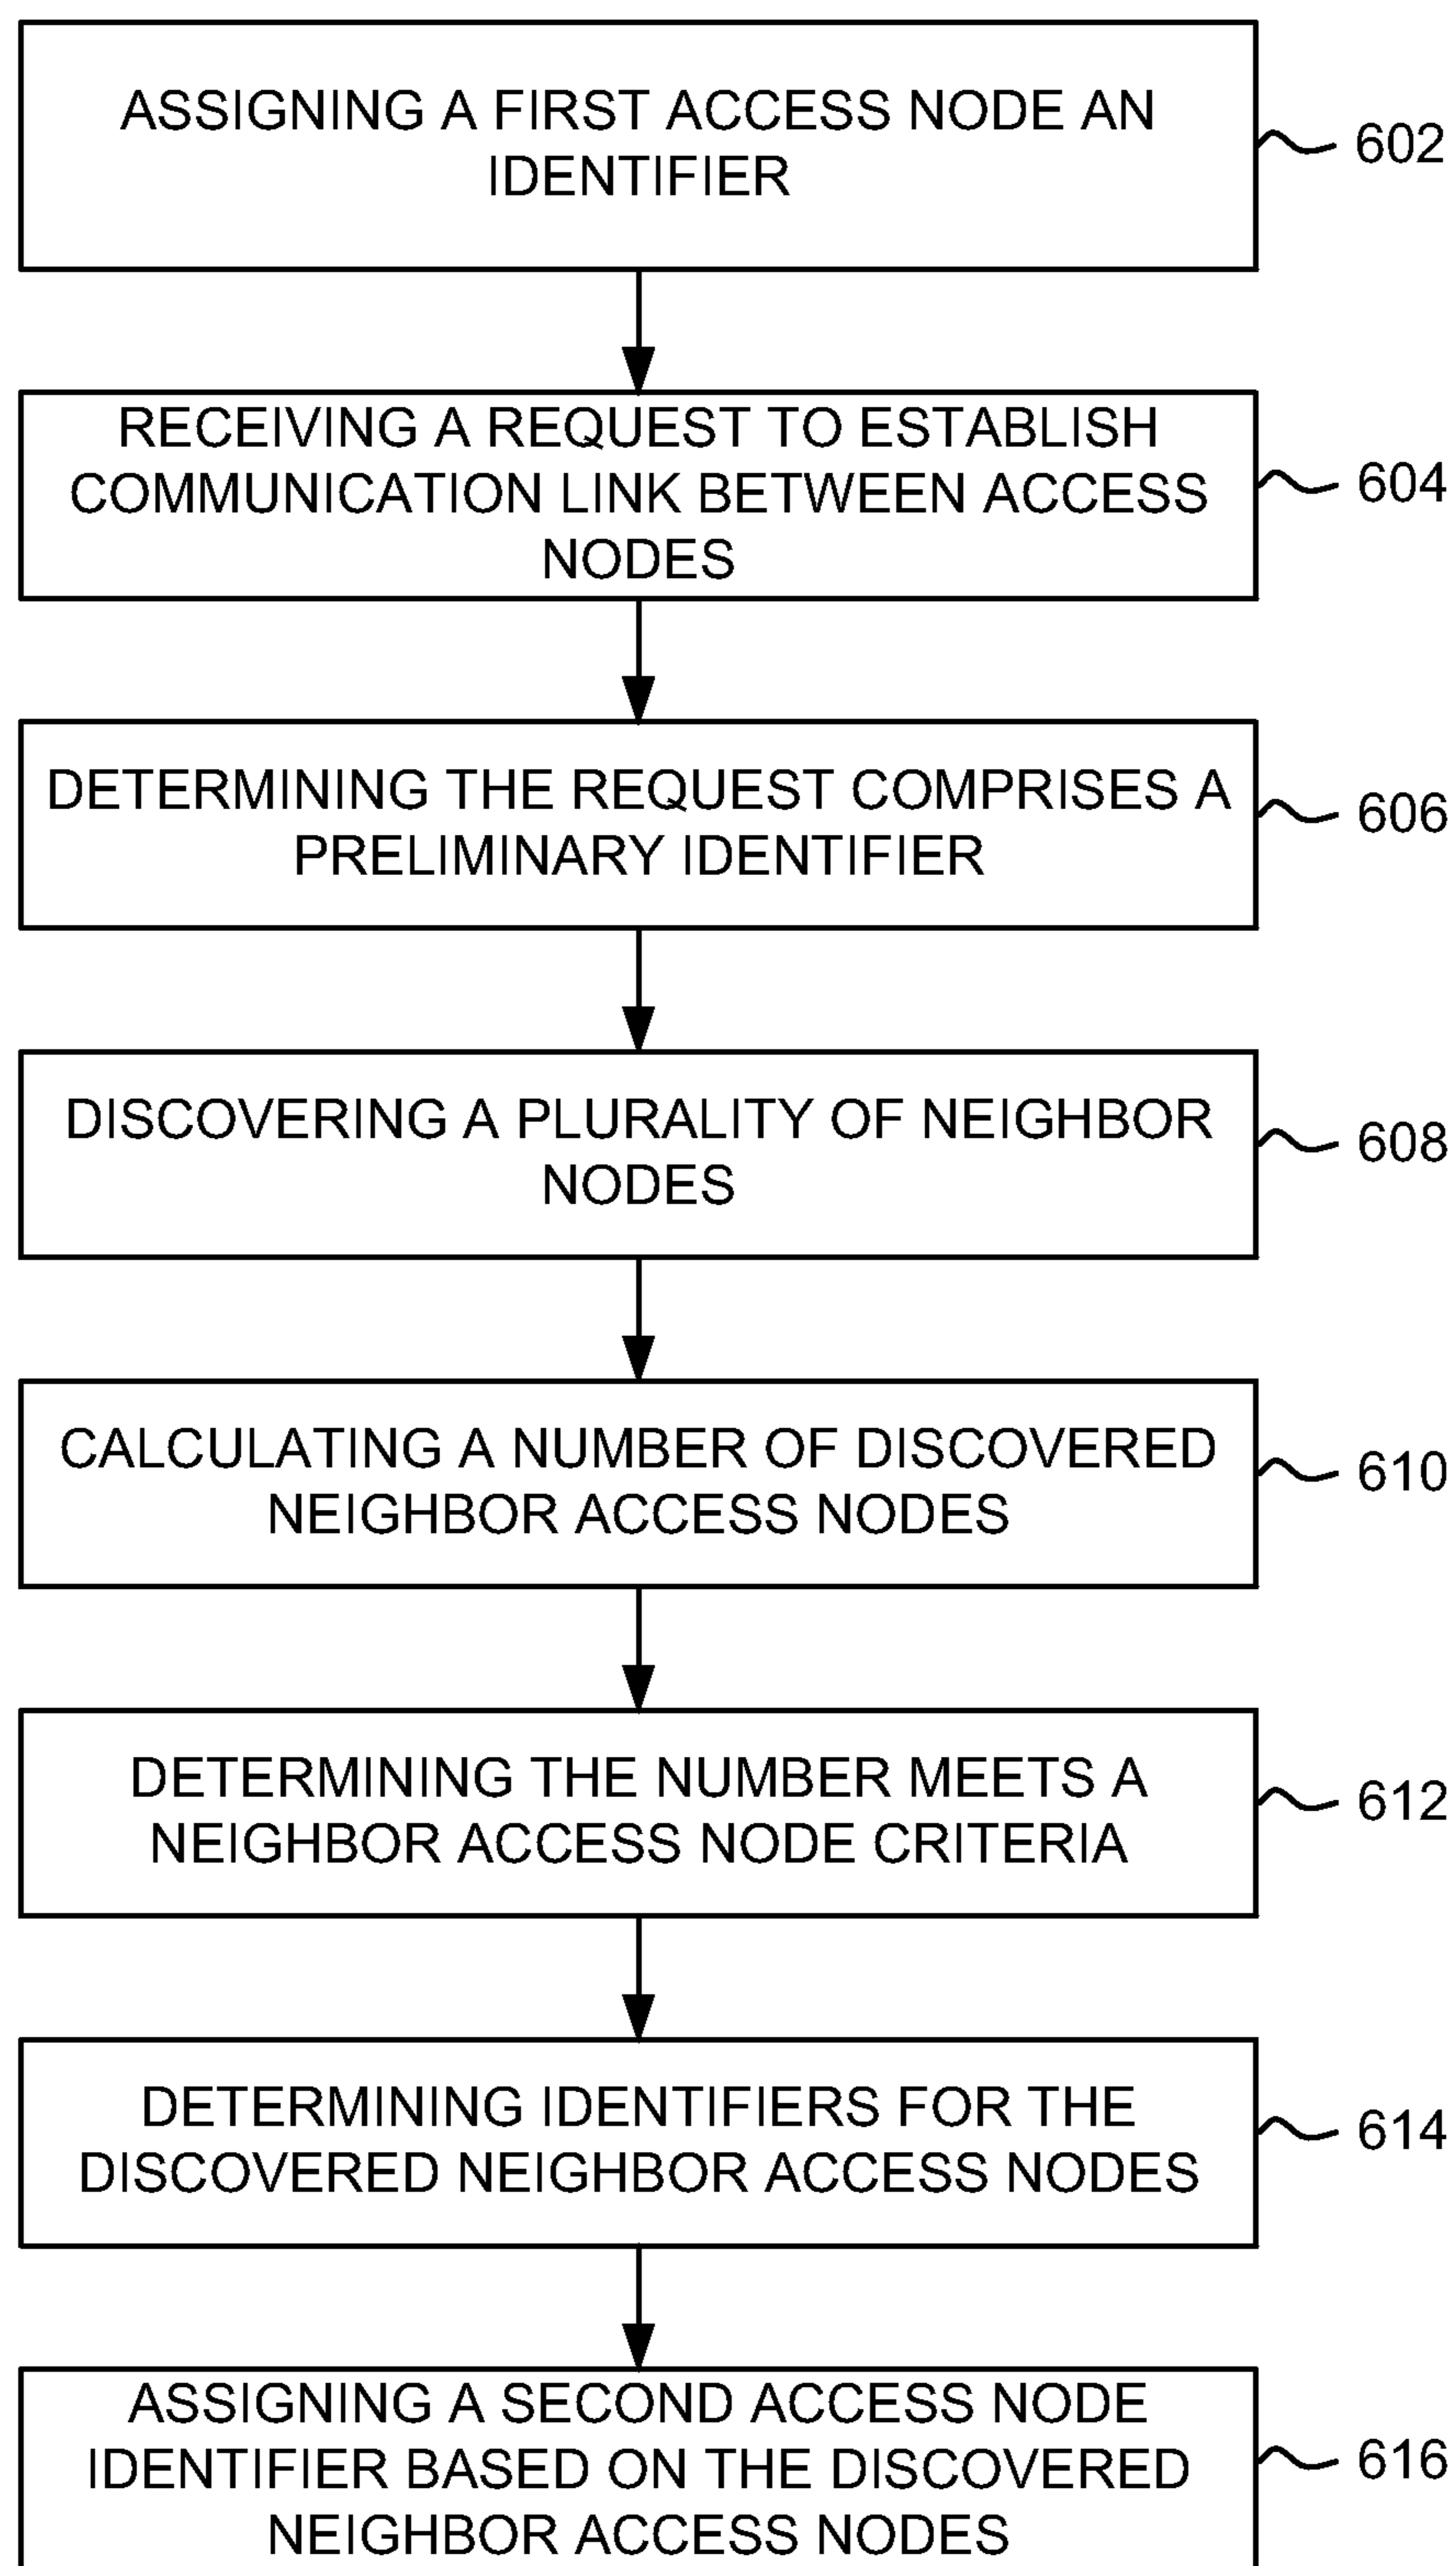 ASSIGNING A FIRST ACCESS NODE AN
IDENTIFIER
602
RECEIVING A REQUEST TO ESTABLISH
COMMUNICATION LINK BETWEEN ACCESS
NODES
604
DETERMINING THE REQUEST COMPRISES A
PRELIMINARY IDENTIFIER
606
DISCOVERING A PLURALITY OF NEIGHBOR
NODES
608
CALCULATING A NUMBER OF DISCOVERED
NEIGHBOR ACCESS NODES
610
DETERMINING THE NUMBER MEETS A
NEIGHBOR ACCESS NODE CRITERIA
612
DETERMINING IDENTIFIERS FOR THE
DISCOVERED NEIGHBOR ACCESS NODES
614
ASSIGNING A SECOND ACCESS NODE
IDENTIFIER BASED ON THE DISCOVERED
NEIGHBOR ACCESS NODES
616